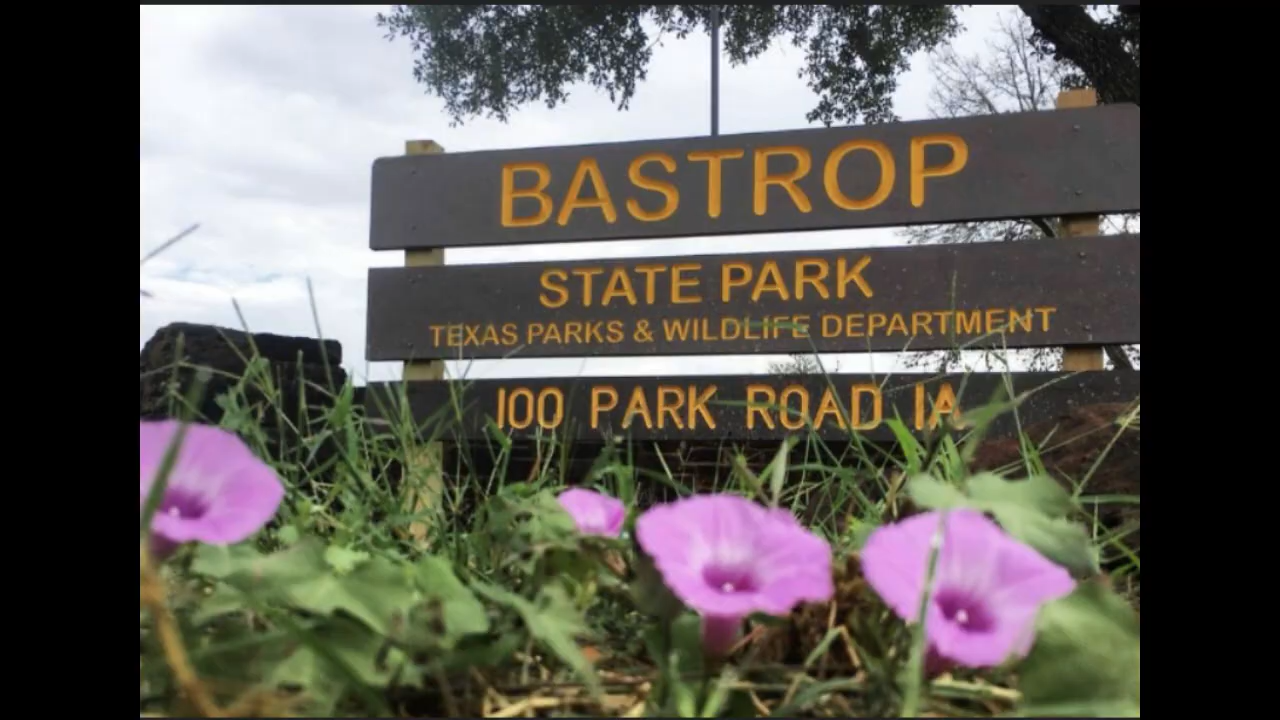 BASTROP
STATE PARK
TEXAS PARKS & WILDLIFE DEPARTMENT
100 PARK ROAD 1A